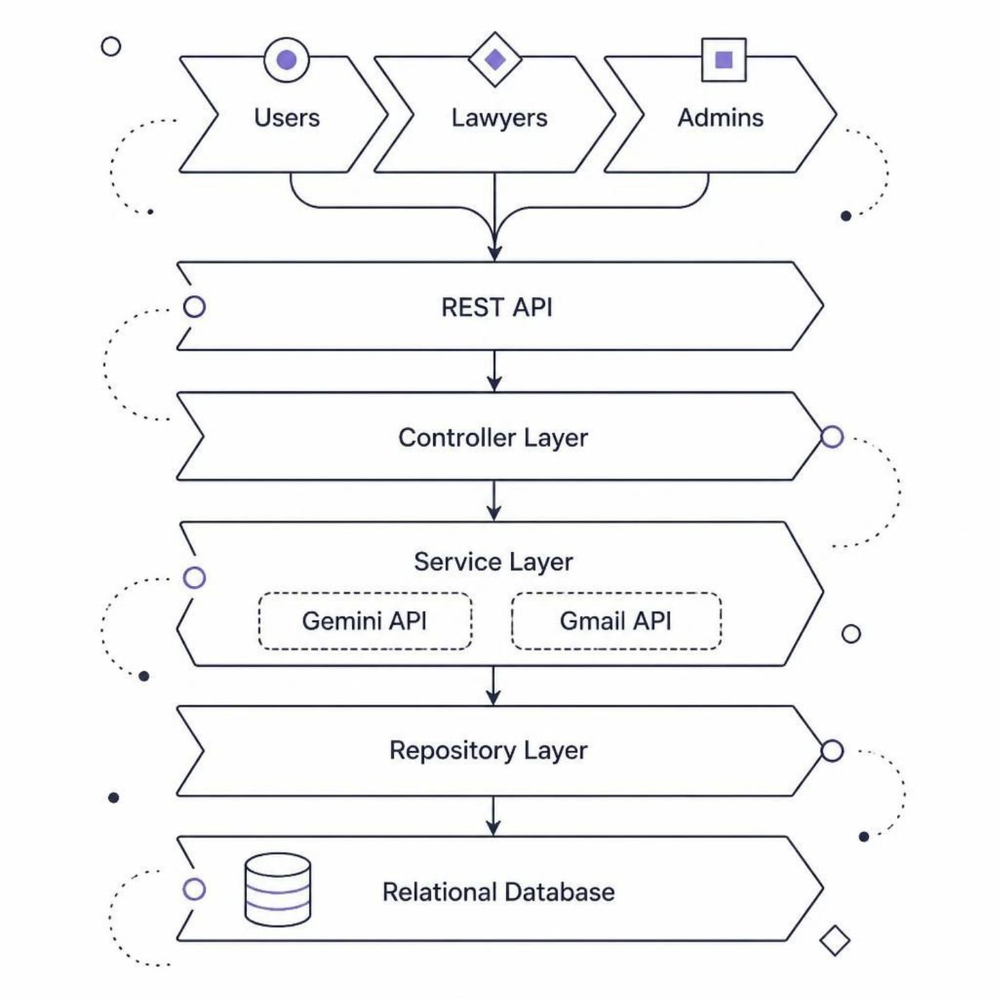 Users
Lawyers
Admins
REST API
Controller Layer
Service Layer
Gemini API
Gmail API
Repository Layer
Relational Database